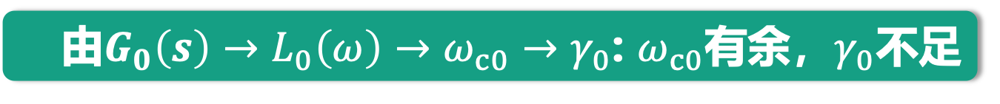 由G₀(s) → L₀(ω) → ω_c0 → γ₀: ω_c0有余，γ₀不足